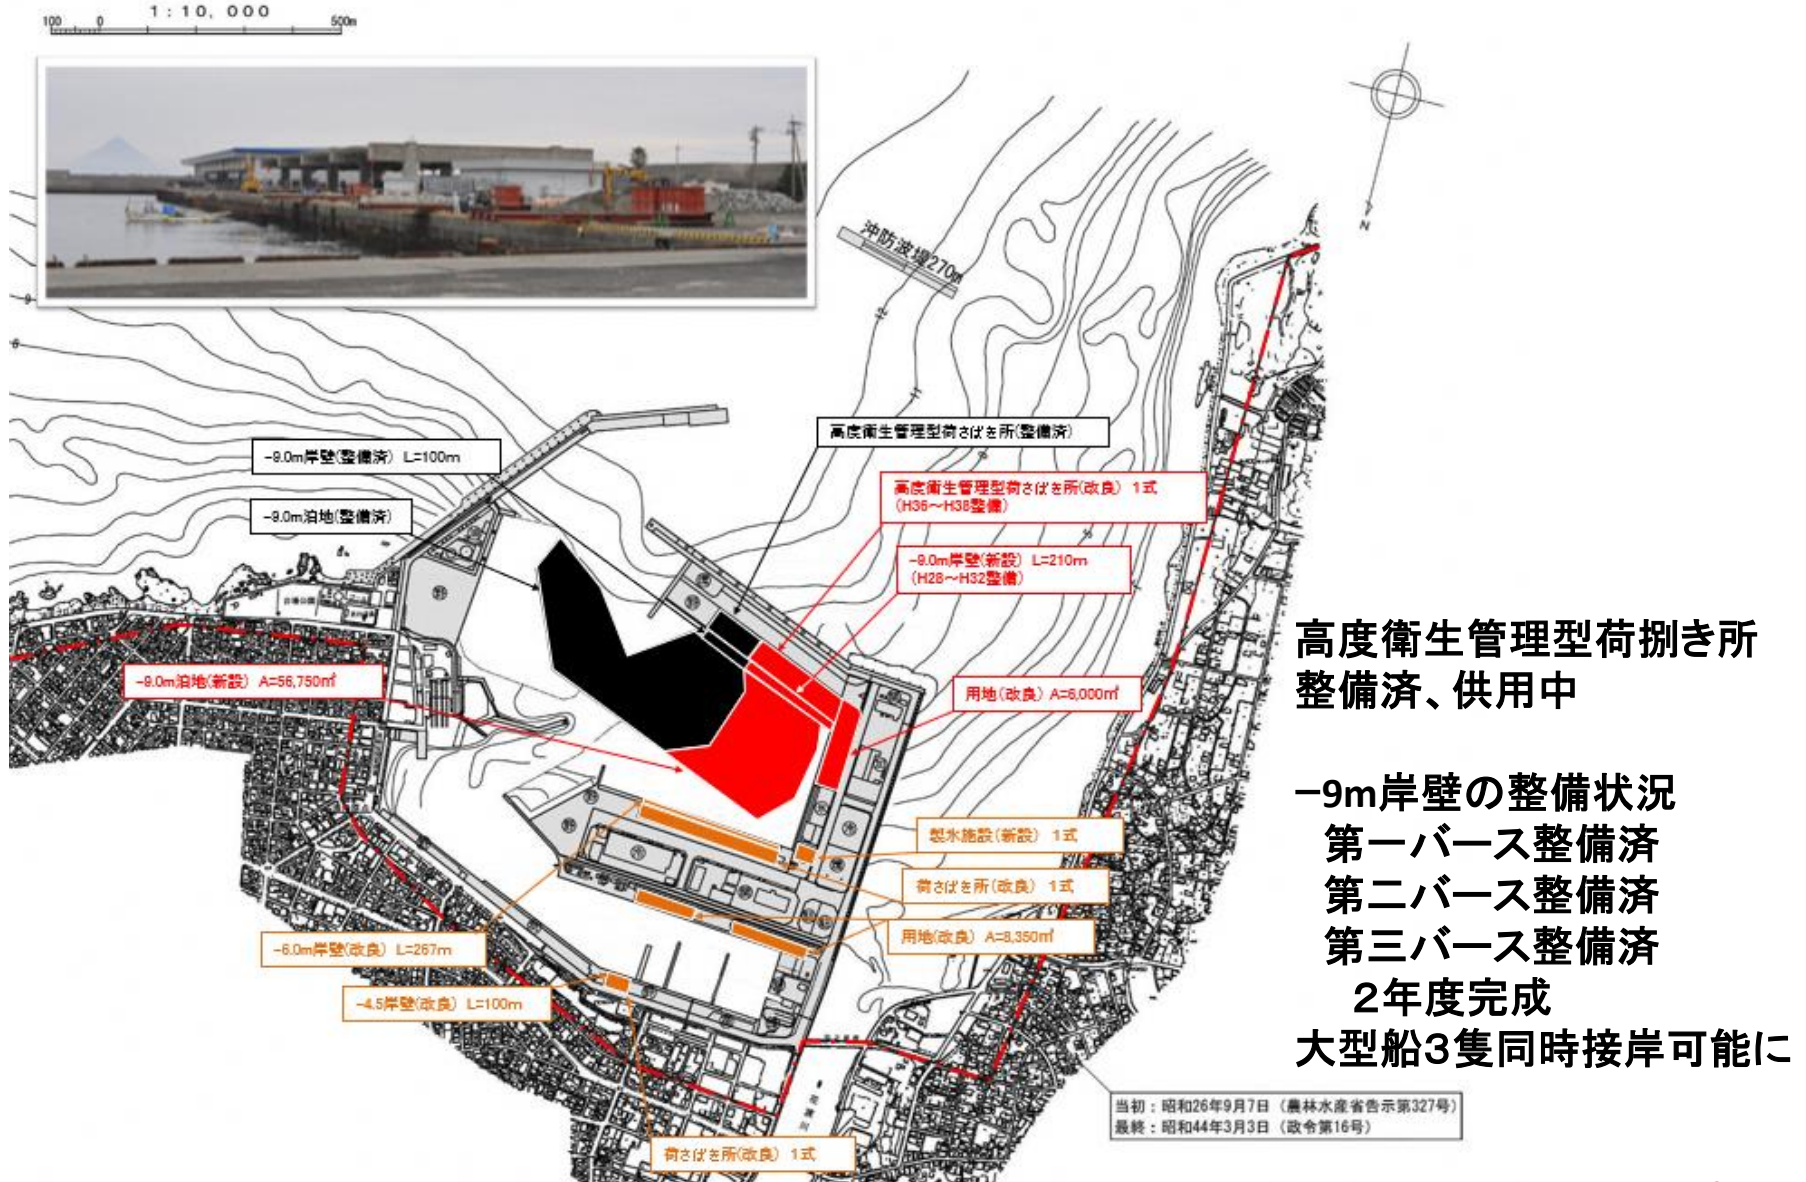 1：10,000
100 0 500m
N
沖防波堤270m
-9.0m岸壁(整備済) L=100m
高度衛生管理型荷さばき所(整備済)
-9.0m泊地(整備済)
高度衛生管理型荷さばき所(改良) 1式
(H36～H38整備)
-9.0m岸壁(新設) L=210m
(H28～H32整備)
-9.0m泊地(新設) A=56,750㎡
用地(改良) A=6,000㎡
製氷施設(新設) 1式
荷さばき所(改良) 1式
用地(改良) A=8,350㎡
-6.0m岸壁(改良) L=267m
-4.5岸壁(改良) L=100m
荷さばき所(改良) 1式
高度衛生管理型荷捌き所
整備済、供用中
−9m岸壁の整備状況
第一バース整備済
第二バース整備済
第三バース整備済
２年度完成
大型船３隻同時接岸可能に
当初：昭和26年9月7日（農林水産省告示第327号）
最終：昭和44年3月3日（政令第16号）